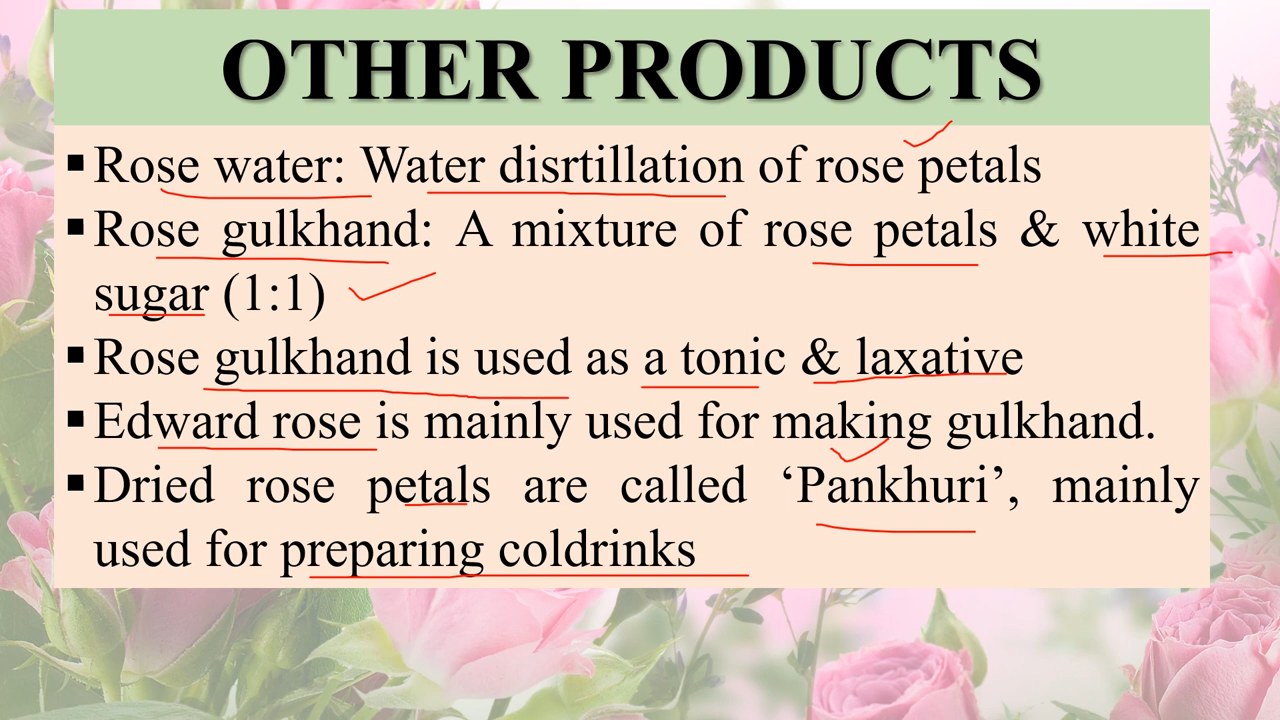 OTHER PRODUCTS
▪ Rose water: Water disrtillation of rose petals
▪ Rose gulkhand: A mixture of rose petals & white
sugar (1:1)
▪ Rose gulkhand is used as a tonic & laxative
▪ Edward rose is mainly used for making gulkhand.
▪ Dried rose petals are called ‘Pankhuri’, mainly
used for preparing coldrinks